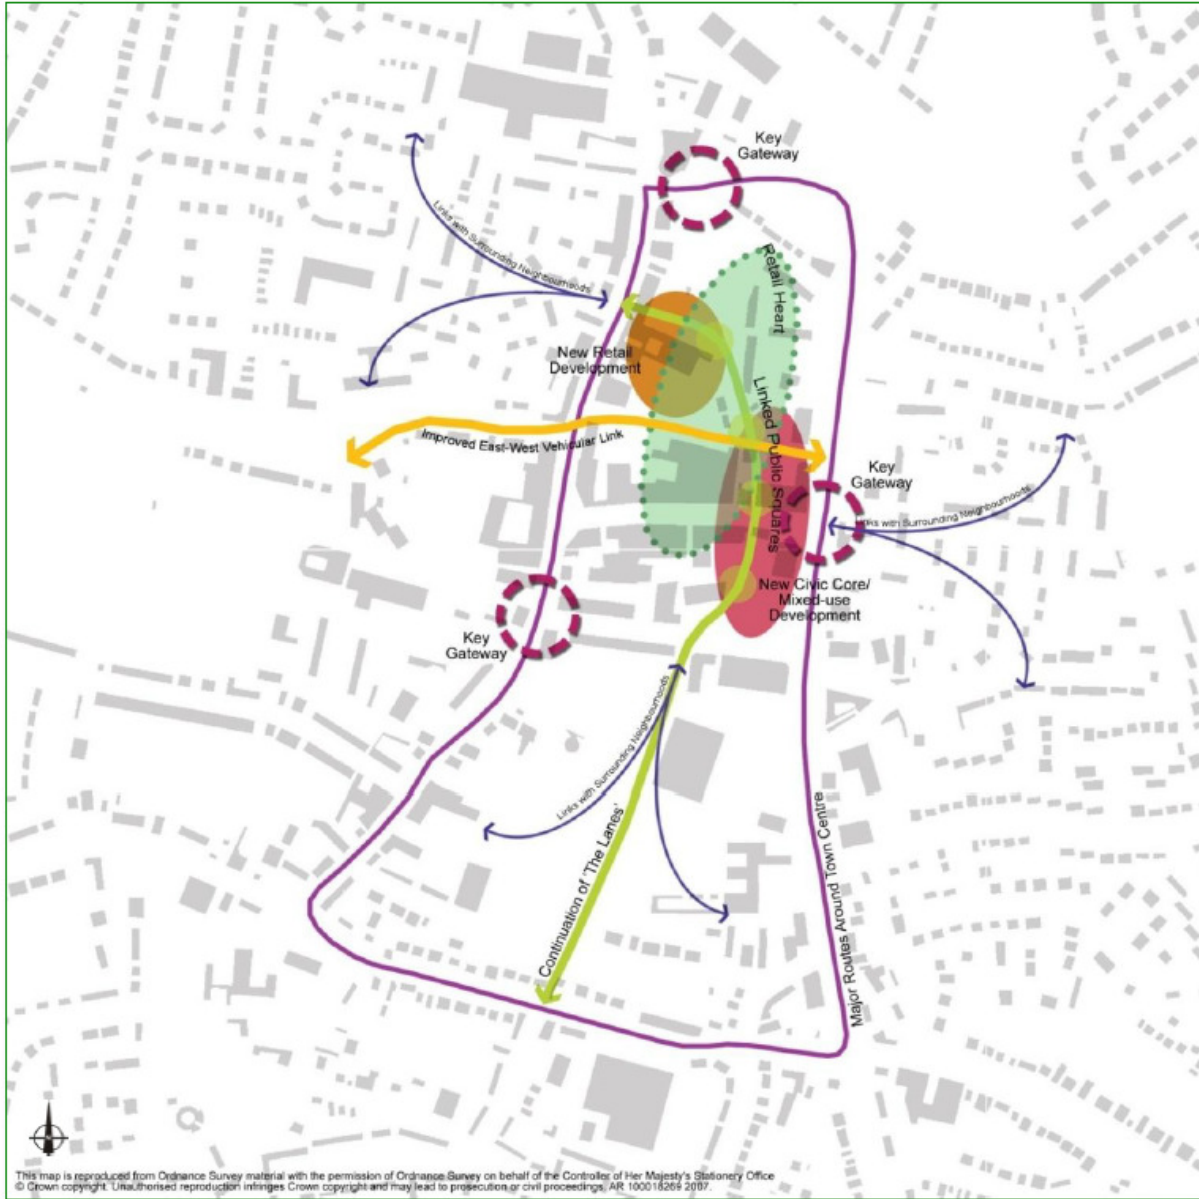 Key
Gateway
Links with Surrounding Neighbourhoods
Retail Heart
New Retail
Development
Linked Public Squares
Improved East-West Vehicular Link
Key
Gateway
Links with Surrounding Neighbourhoods
New Civic Core/
Mixed-use
Development
Key
Gateway
Links with Surrounding Neighbourhoods
Continuation of 'The Lanes'
Major Routes Around Town Centre
This map is reproduced from Ordnance Survey material with the permission of Ordnance Survey on behalf of the Controller of Her Majesty's Stationery Office
© Crown copyright. Unauthorised reproduction infringes Crown copyright and may lead to prosecution or civil proceedings. AR 100018269 2007.